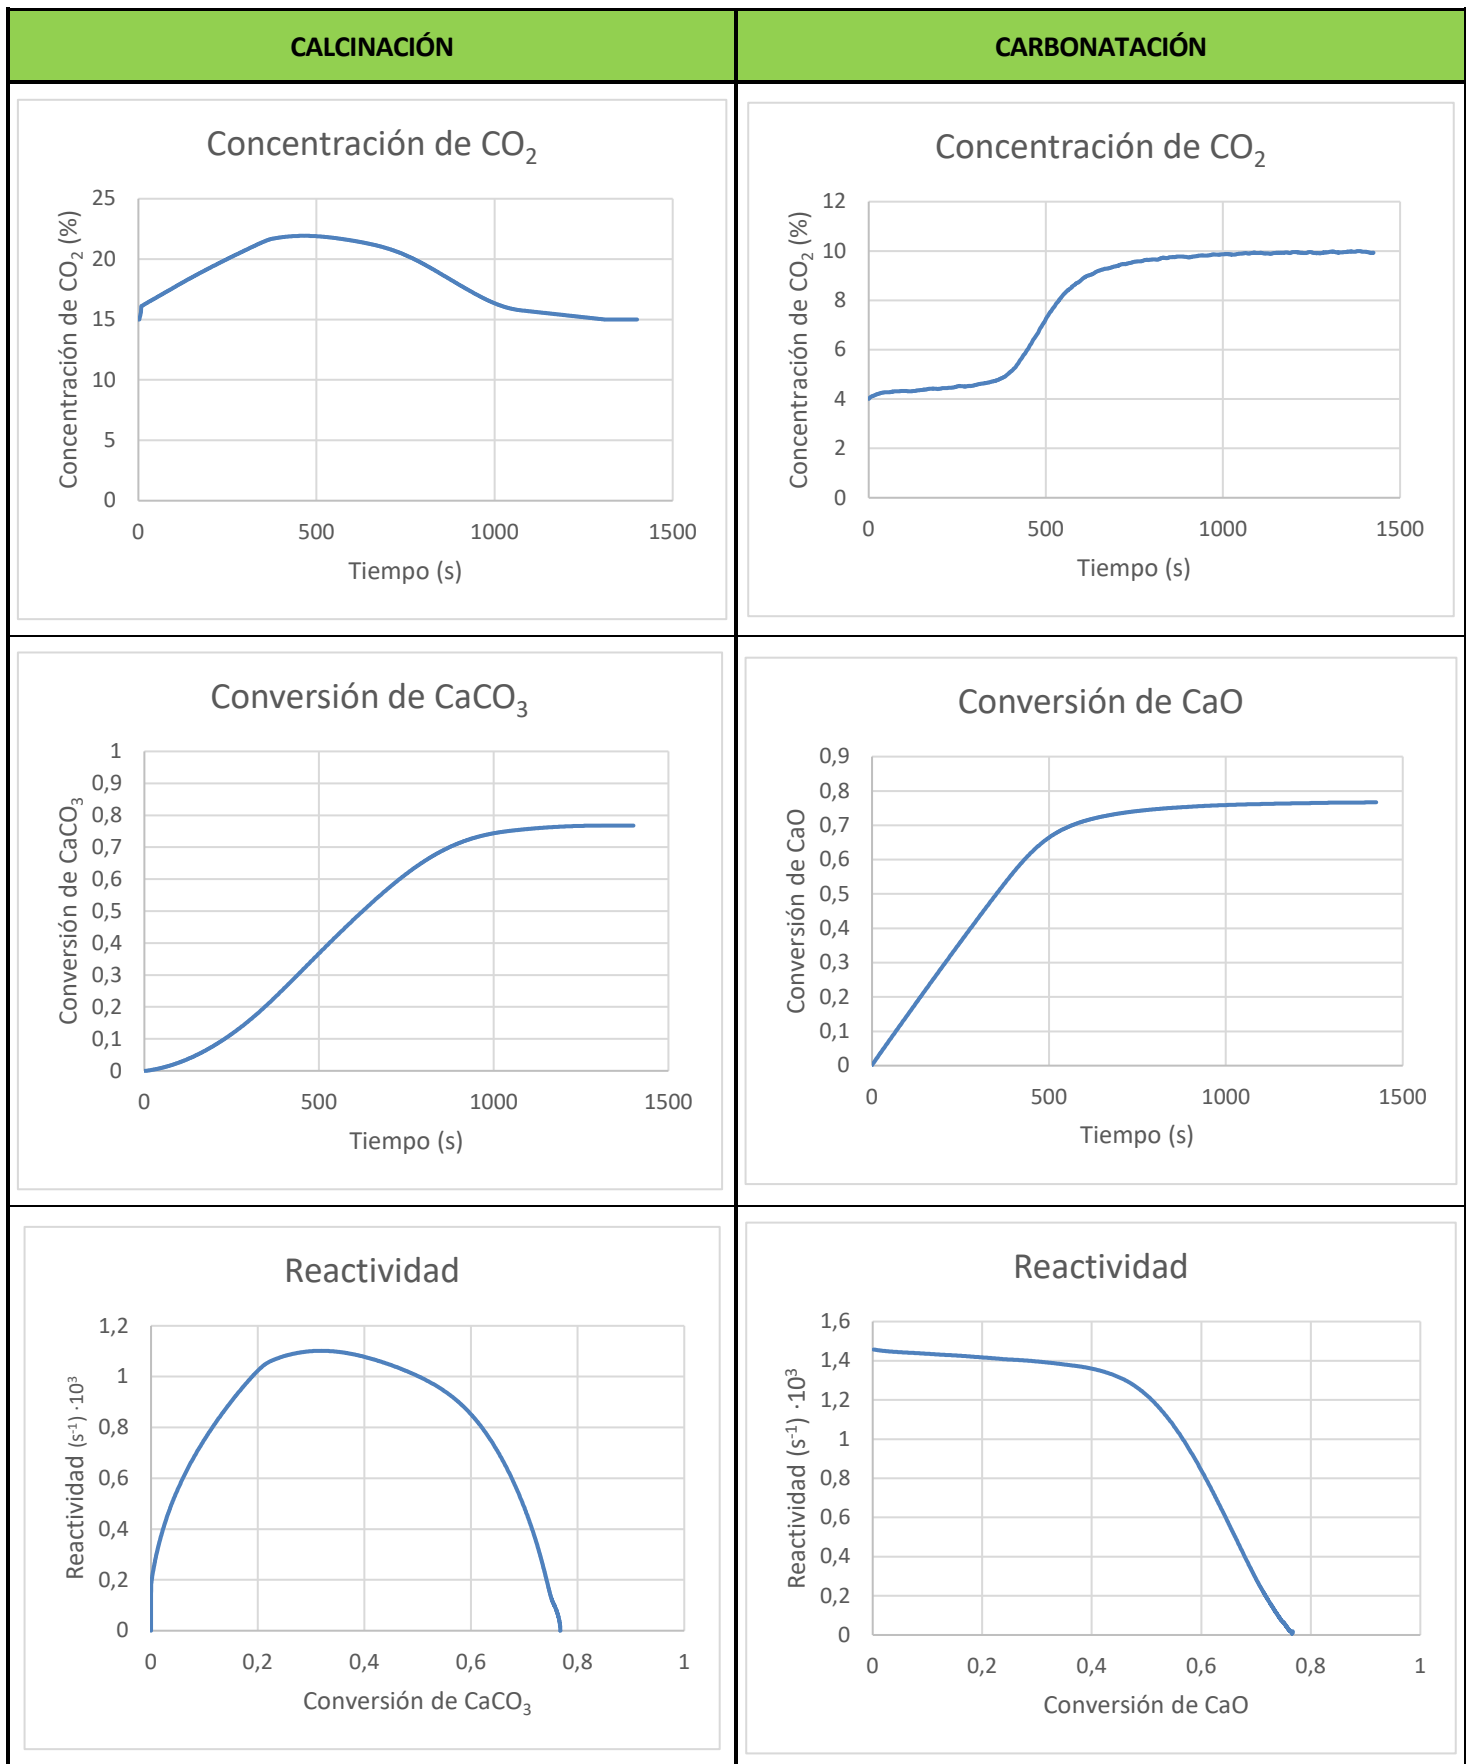 CALCINACIÓN
CARBONATACIÓN
Concentración de CO₂
Concentración de CO₂ (%)
25
20
15
10
5
0
0 500 1000 1500
Tiempo (s)
Concentración de CO₂
Concentración de CO₂ (%)
12
10
8
6
4
2
0
0 500 1000 1500
Tiempo (s)
Conversión de CaCO₃
Conversión de CaCO₃
1
0,9
0,8
0,7
0,6
0,5
0,4
0,3
0,2
0,1
0
0 500 1000 1500
Tiempo (s)
Conversión de CaO
Conversión de CaO
0,9
0,8
0,7
0,6
0,5
0,4
0,3
0,2
0,1
0
0 500 1000 1500
Tiempo (s)
Reactividad
Reactividad (s⁻¹) ·10³
1,2
1
0,8
0,6
0,4
0,2
0
0 0,2 0,4 0,6 0,8 1
Conversión de CaCO₃
Reactividad
Reactividad (s⁻¹) ·10³
1,6
1,4
1,2
1
0,8
0,6
0,4
0,2
0
0 0,2 0,4 0,6 0,8 1
Conversión de CaO